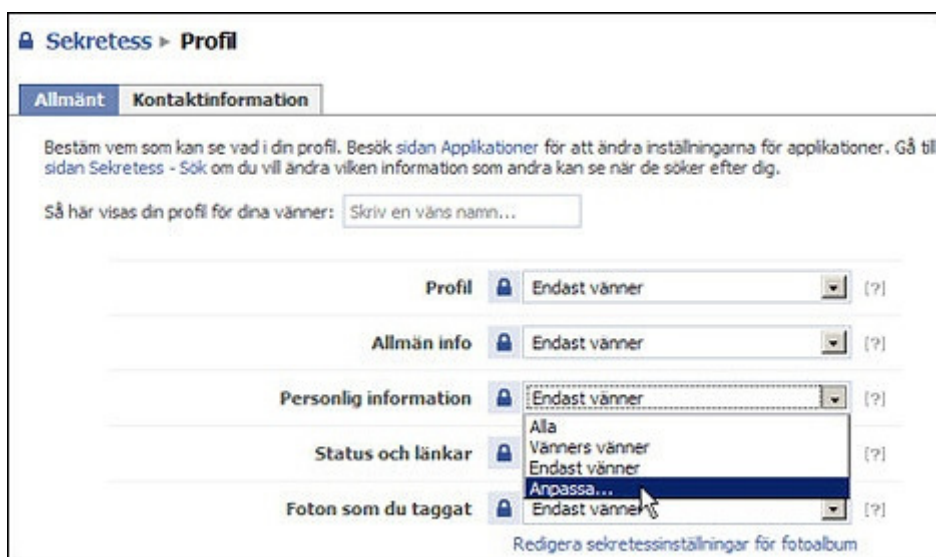 Sekretess ▸ Profil
Allmänt Kontaktinformation
Bestäm vem som kan se vad i din profil. Besök sidan Applikationer för att ändra inställningarna för applikationer. Gå til
sidan Sekretess - Sök om du vill ändra vilken information som andra kan se när de söker efter dig.
Så här visas din profil för dina vänner: Skriv en väns namn...
Profil Endast vänner [?]
Allmän info Endast vänner [?]
Personlig information Endast vänner [?]
Alla
Vänners vänner
Status och länkar [?]
Endast vänner
Anpassa...
Foton som du taggat Endast vänner [?]
Redigera sekretessinställningar för fotoalbum